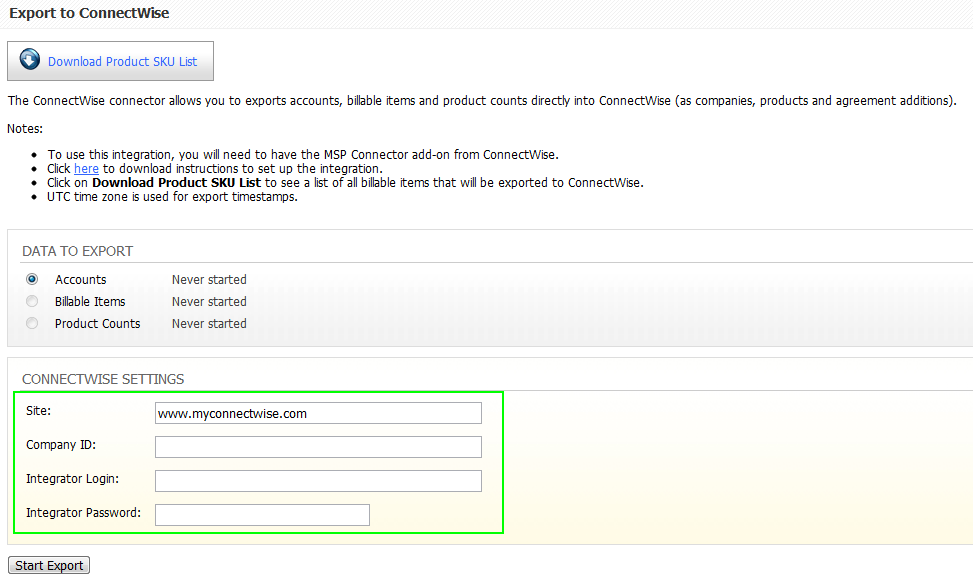 Export to ConnectWise
Download Product SKU List
The ConnectWise connector allows you to exports accounts, billable items and product counts directly into ConnectWise (as companies, products and agreement additions).
Notes:
To use this integration, you will need to have the MSP Connector add-on from ConnectWise.
Click here to download instructions to set up the integration.
Click on Download Product SKU List to see a list of all billable items that will be exported to ConnectWise.
UTC time zone is used for export timestamps.
DATA TO EXPORT
Accounts Never started
Billable Items Never started
Product Counts Never started
CONNECTWISE SETTINGS
Site: www.myconnectwise.com
Company ID:
Integrator Login:
Integrator Password:
Start Export